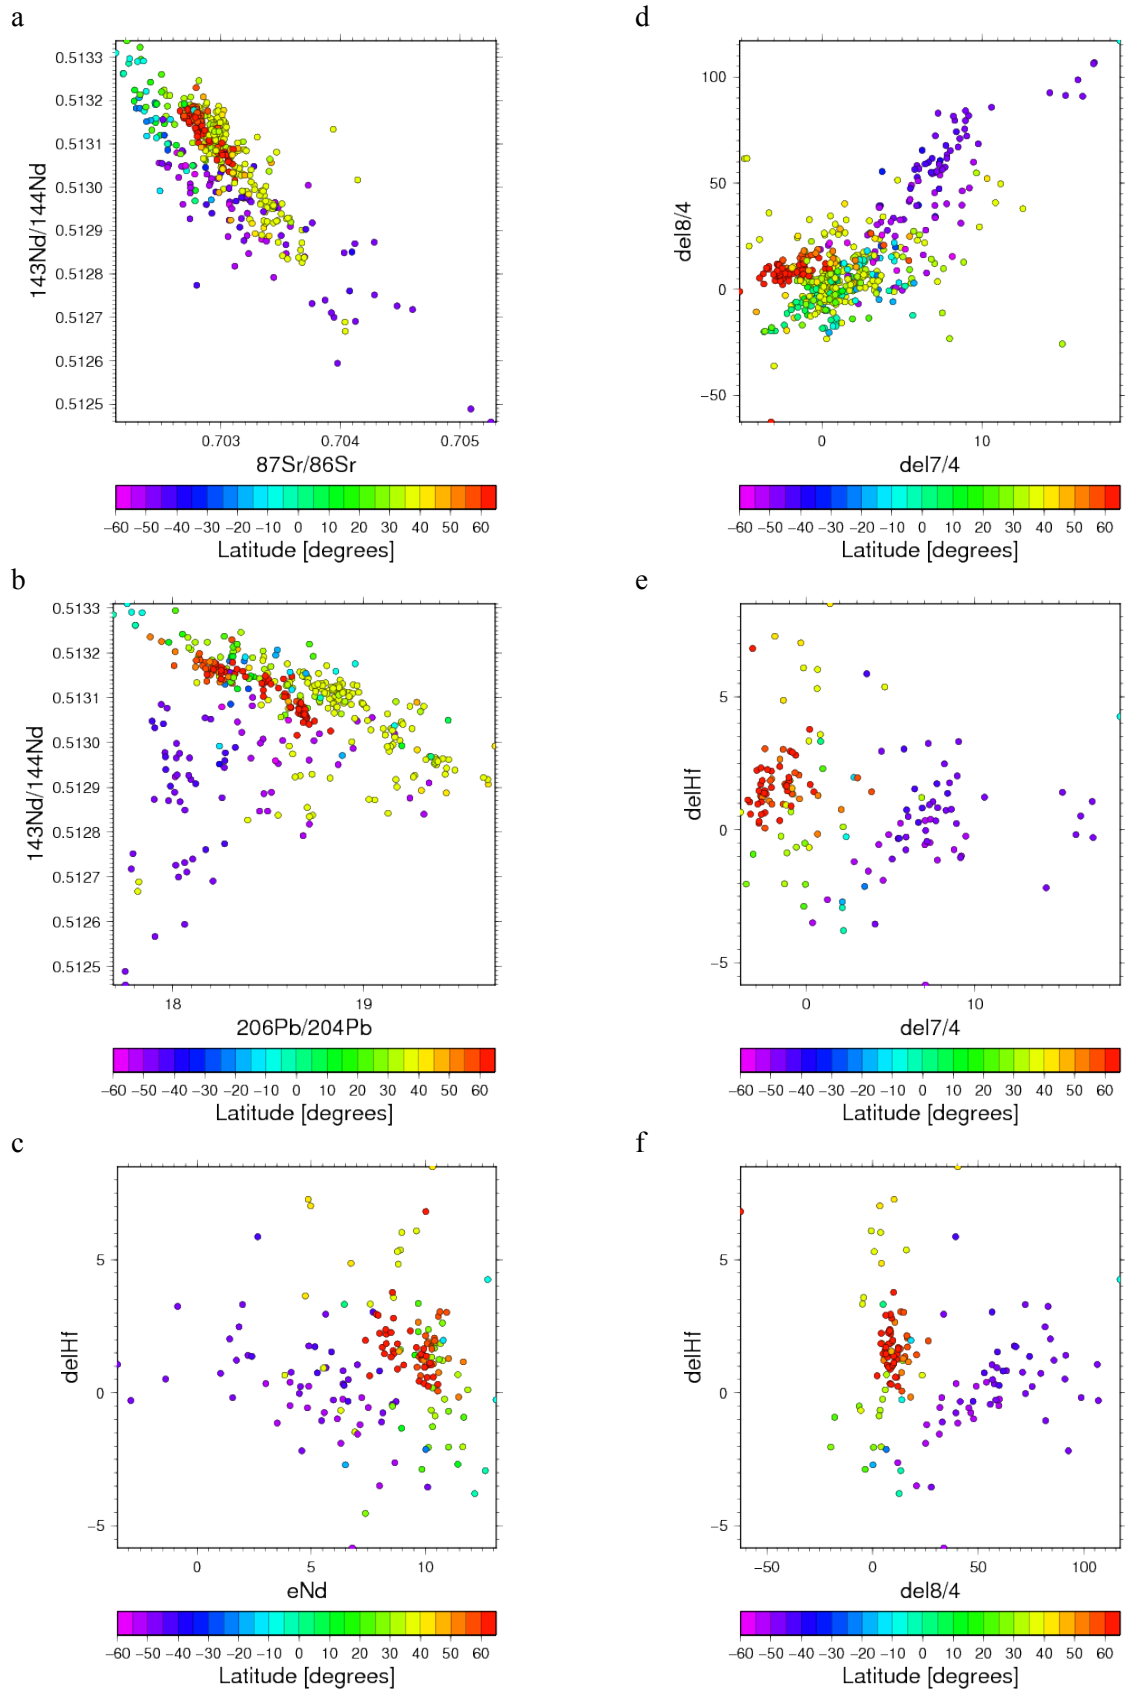 a
0.5133
0.5132
0.5131
0.5130
0.5129
0.5128
0.5127
0.5126
0.5125
143Nd/144Nd
0.703 0.704 0.705
87Sr/86Sr
−60 −50 −40 −30 −20 −10 0 10 20 30 40 50 60
Latitude [degrees]
d
100
50
0
−50
del8/4
0 10
del7/4
−60 −50 −40 −30 −20 −10 0 10 20 30 40 50 60
Latitude [degrees]
b
0.5133
0.5132
0.5131
0.5130
0.5129
0.5128
0.5127
0.5126
0.5125
143Nd/144Nd
18 19
206Pb/204Pb
−60 −50 −40 −30 −20 −10 0 10 20 30 40 50 60
Latitude [degrees]
e
5
0
−5
delHf
0 10
del7/4
−60 −50 −40 −30 −20 −10 0 10 20 30 40 50 60
Latitude [degrees]
c
5
0
−5
delHf
0 5 10
eNd
−60 −50 −40 −30 −20 −10 0 10 20 30 40 50 60
Latitude [degrees]
f
5
0
−5
delHf
−50 0 50 100
del8/4
−60 −50 −40 −30 −20 −10 0 10 20 30 40 50 60
Latitude [degrees]